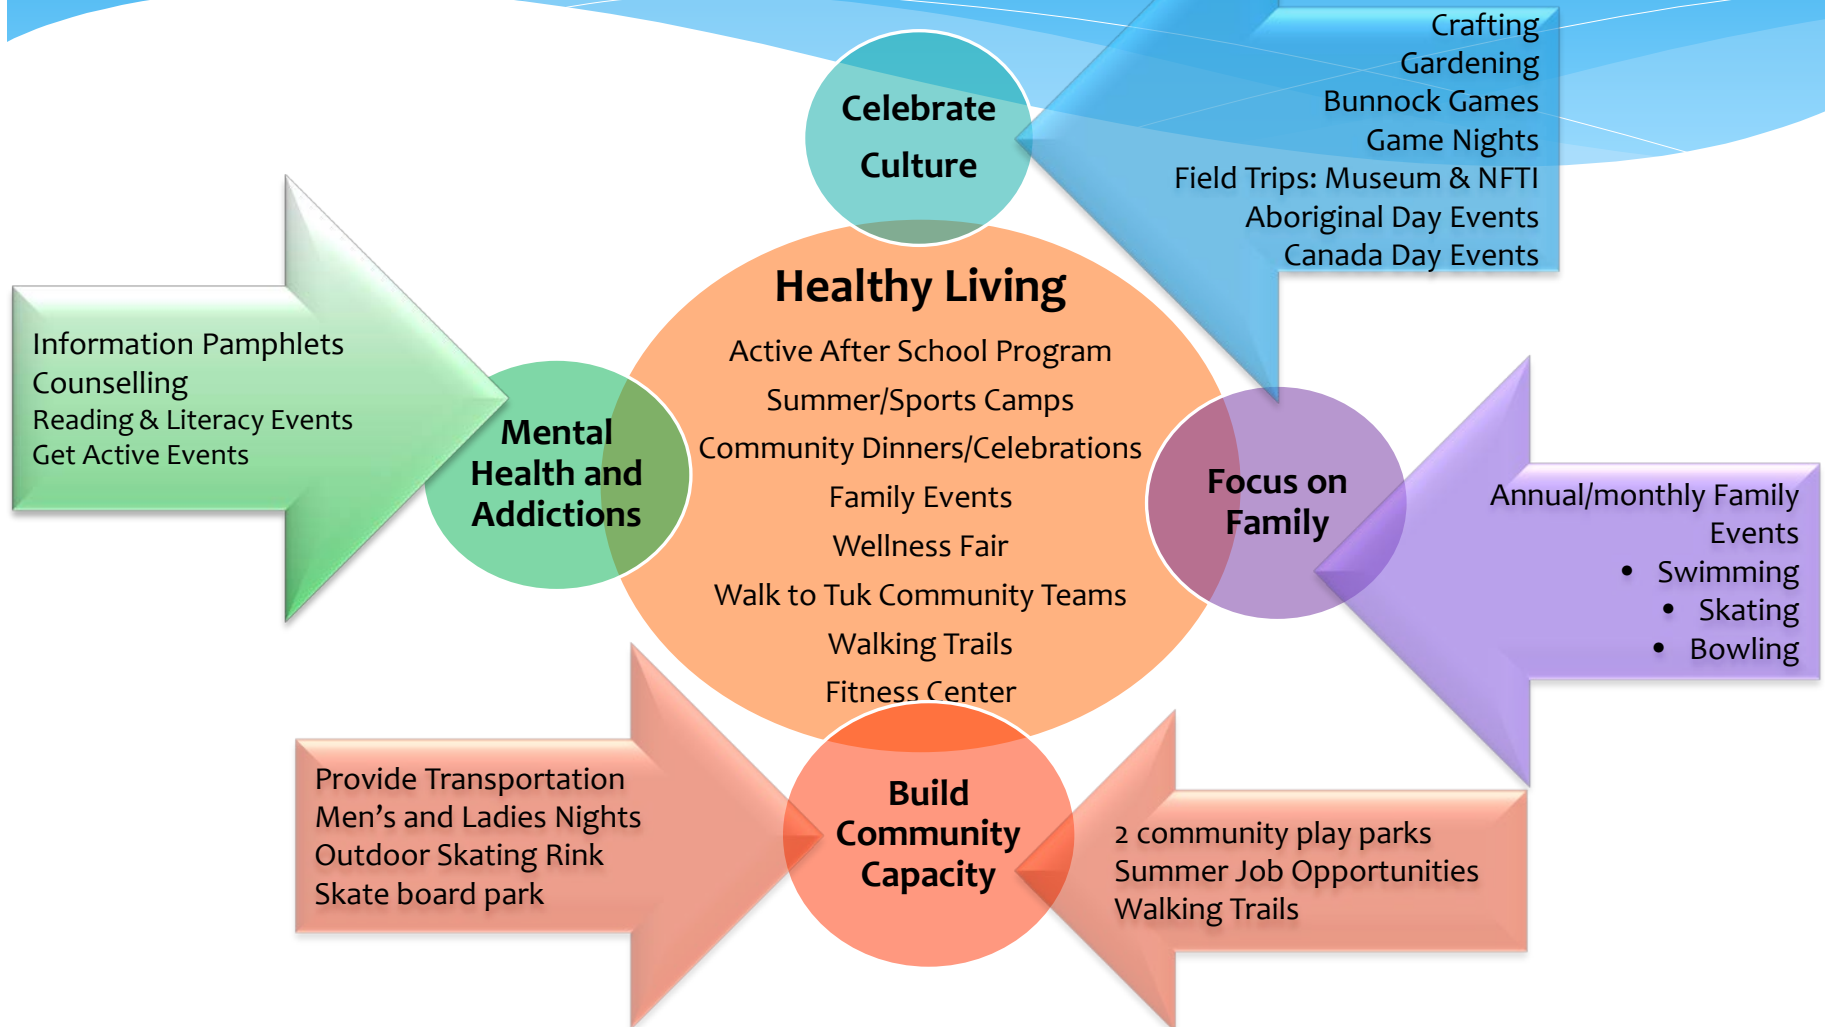 Crafting
Gardening
Bunnock Games
Game Nights
Field Trips: Museum & NFTI
Aboriginal Day Events
Canada Day Events
Celebrate
Culture
Healthy Living
Active After School Program
Summer/Sports Camps
Community Dinners/Celebrations
Family Events
Wellness Fair
Walk to Tuk Community Teams
Walking Trails
Fitness Center
Information Pamphlets
Counselling
Reading & Literacy Events
Get Active Events
Mental
Health and
Addictions
Focus on
Family
Annual/monthly Family
Events
• Swimming
• Skating
• Bowling
Provide Transportation
Men’s and Ladies Nights
Outdoor Skating Rink
Skate board park
Build
Community
Capacity
2 community play parks
Summer Job Opportunities
Walking Trails